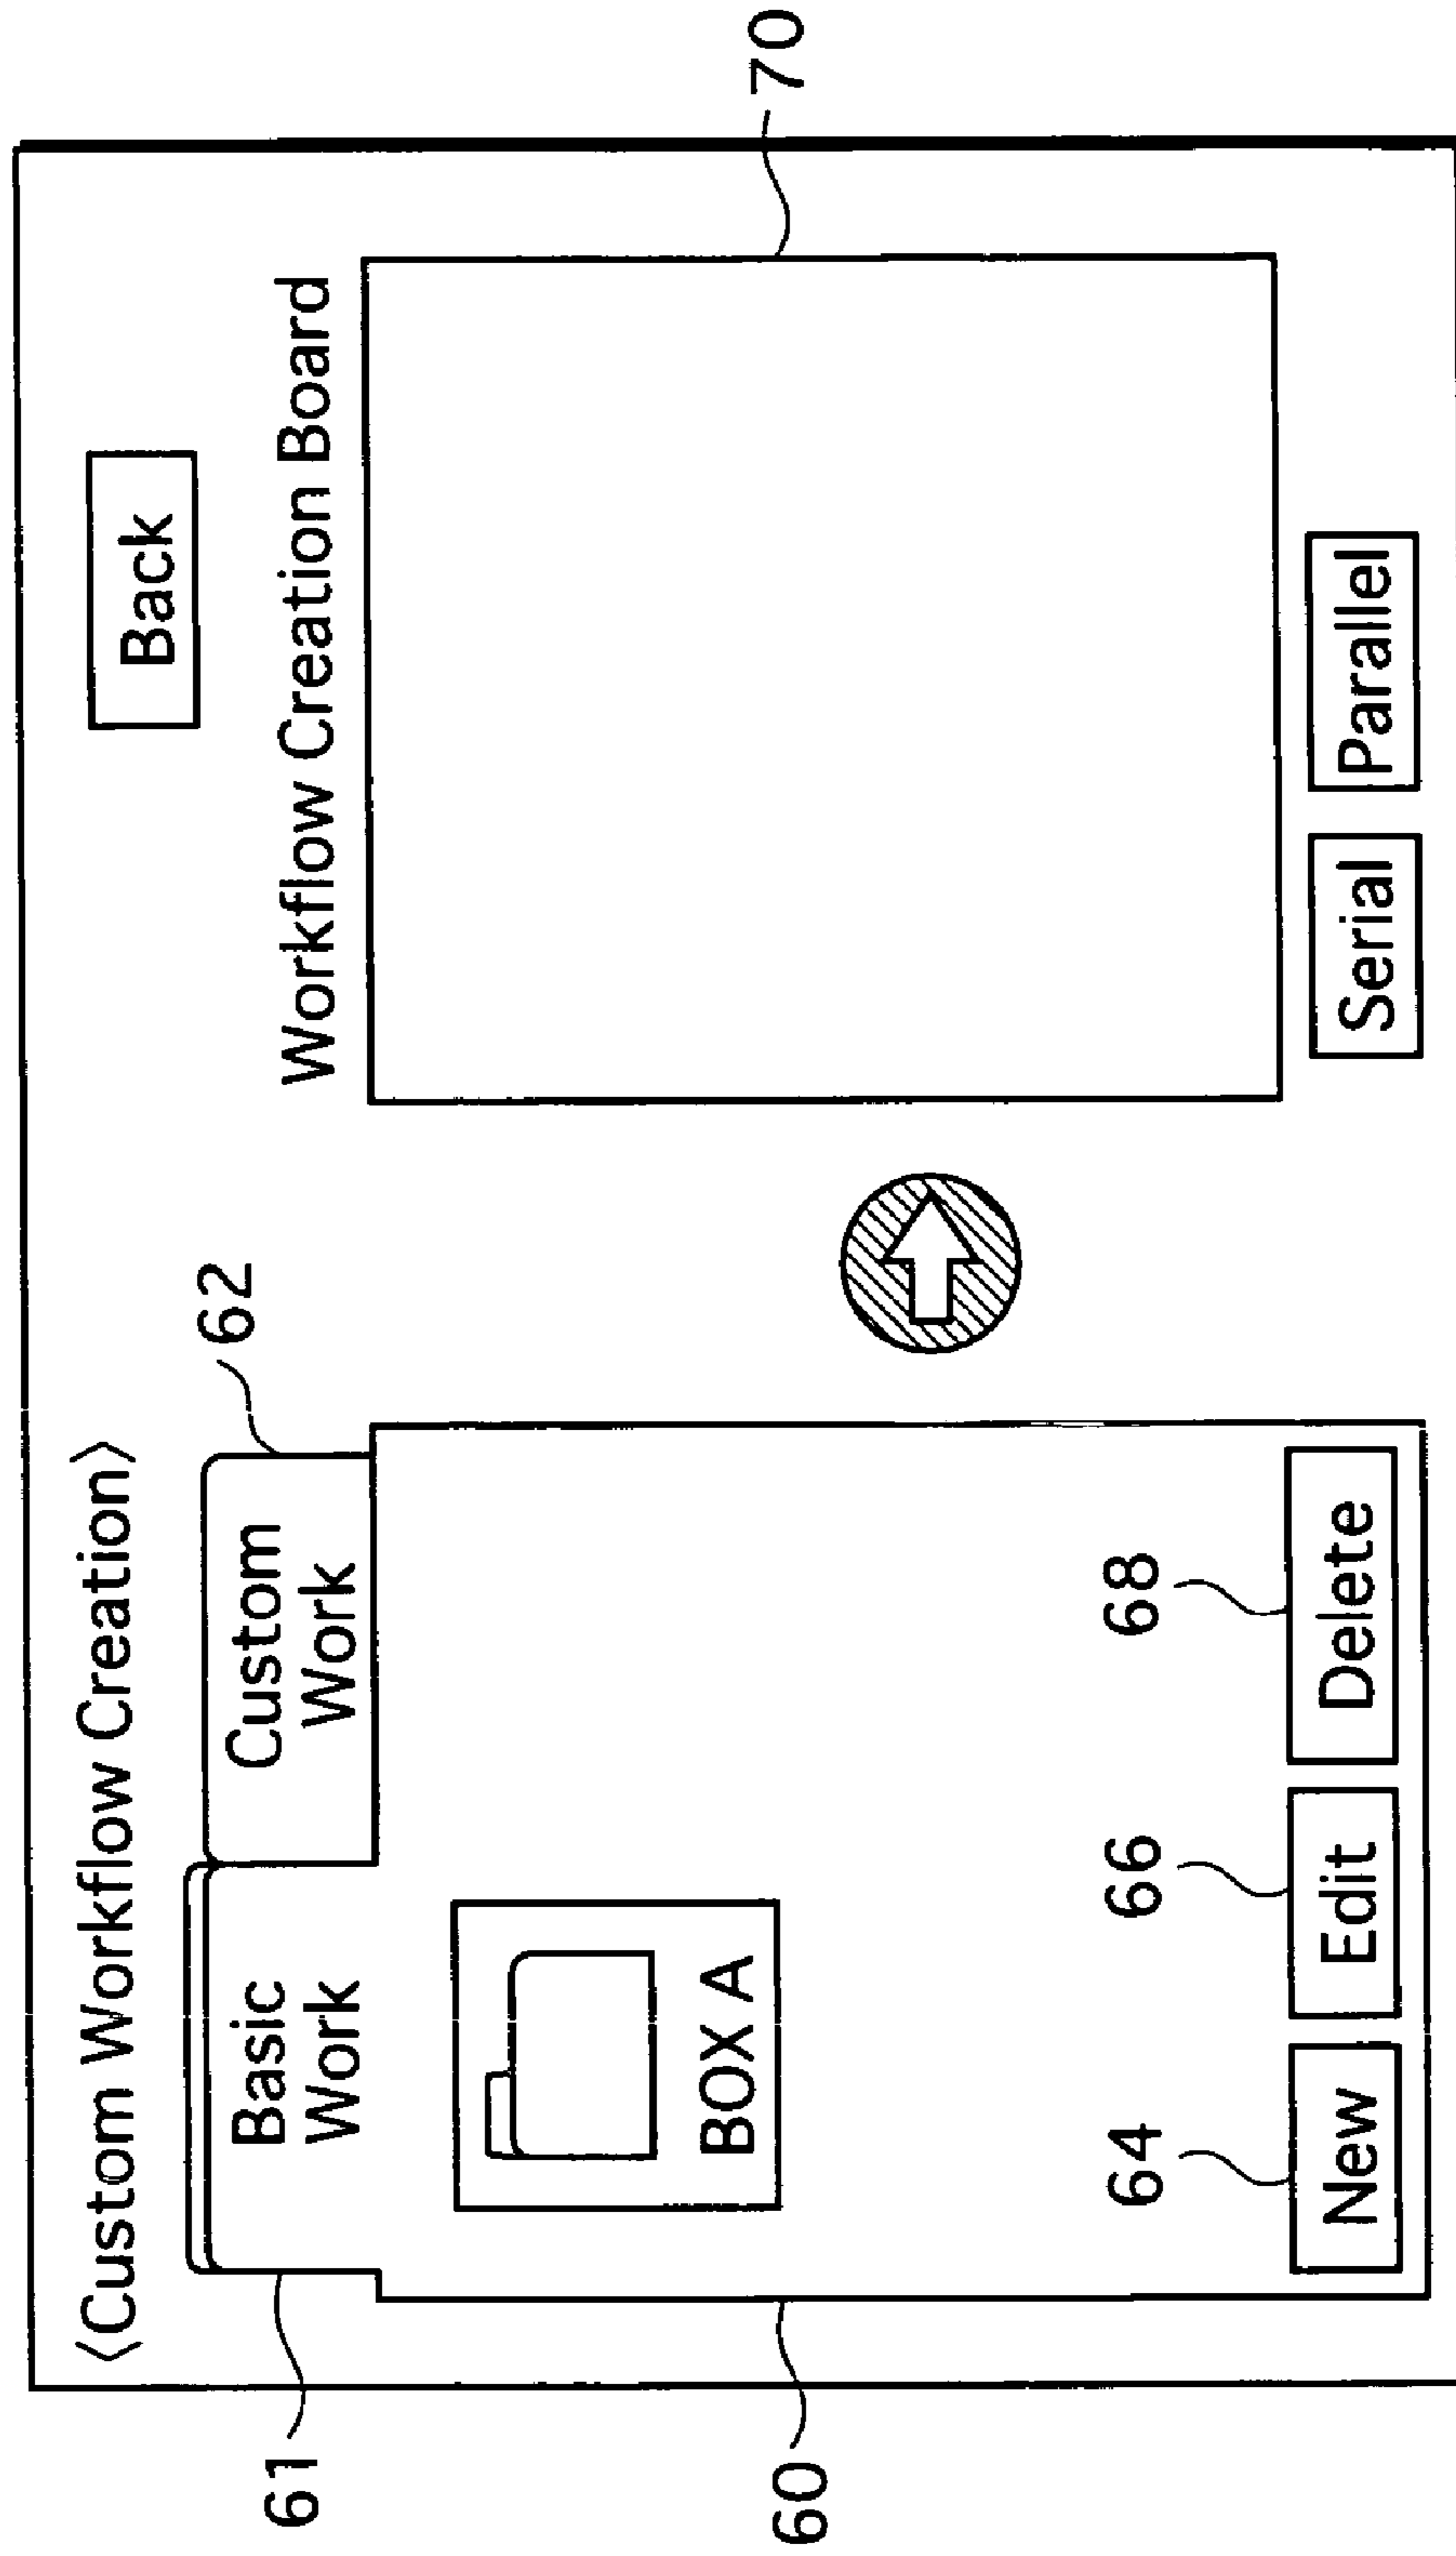 〈Custom Workflow Creation〉
Back
61
Basic
Work
Custom
Work
62
Workflow Creation Board
60
BOX A
70
64
66
68
New
Edit
Delete
Serial
Parallel